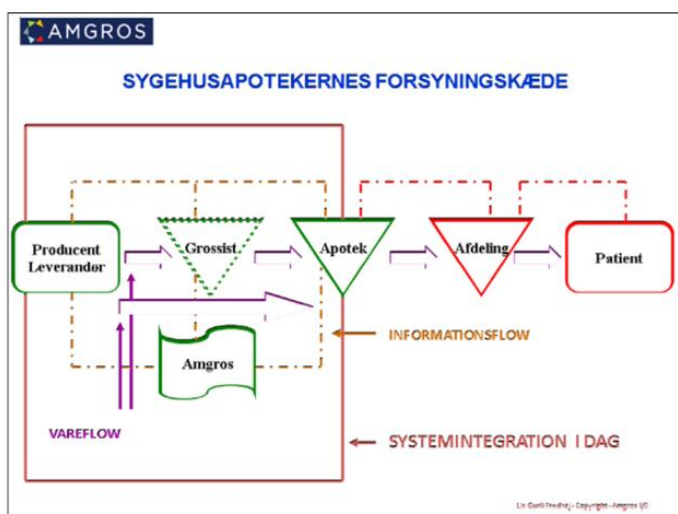 AMGROS
SYGEHUSAPOTEKERNES FORSYNINGSKÆDE
Producent
Leverandør
Grossist
Apotek
Afdeling
Patient
INFORMATIONSFLOW
Amgros
VAREFLOW
SYSTEMINTEGRATION I DAG
Copyright - Amgros I/S